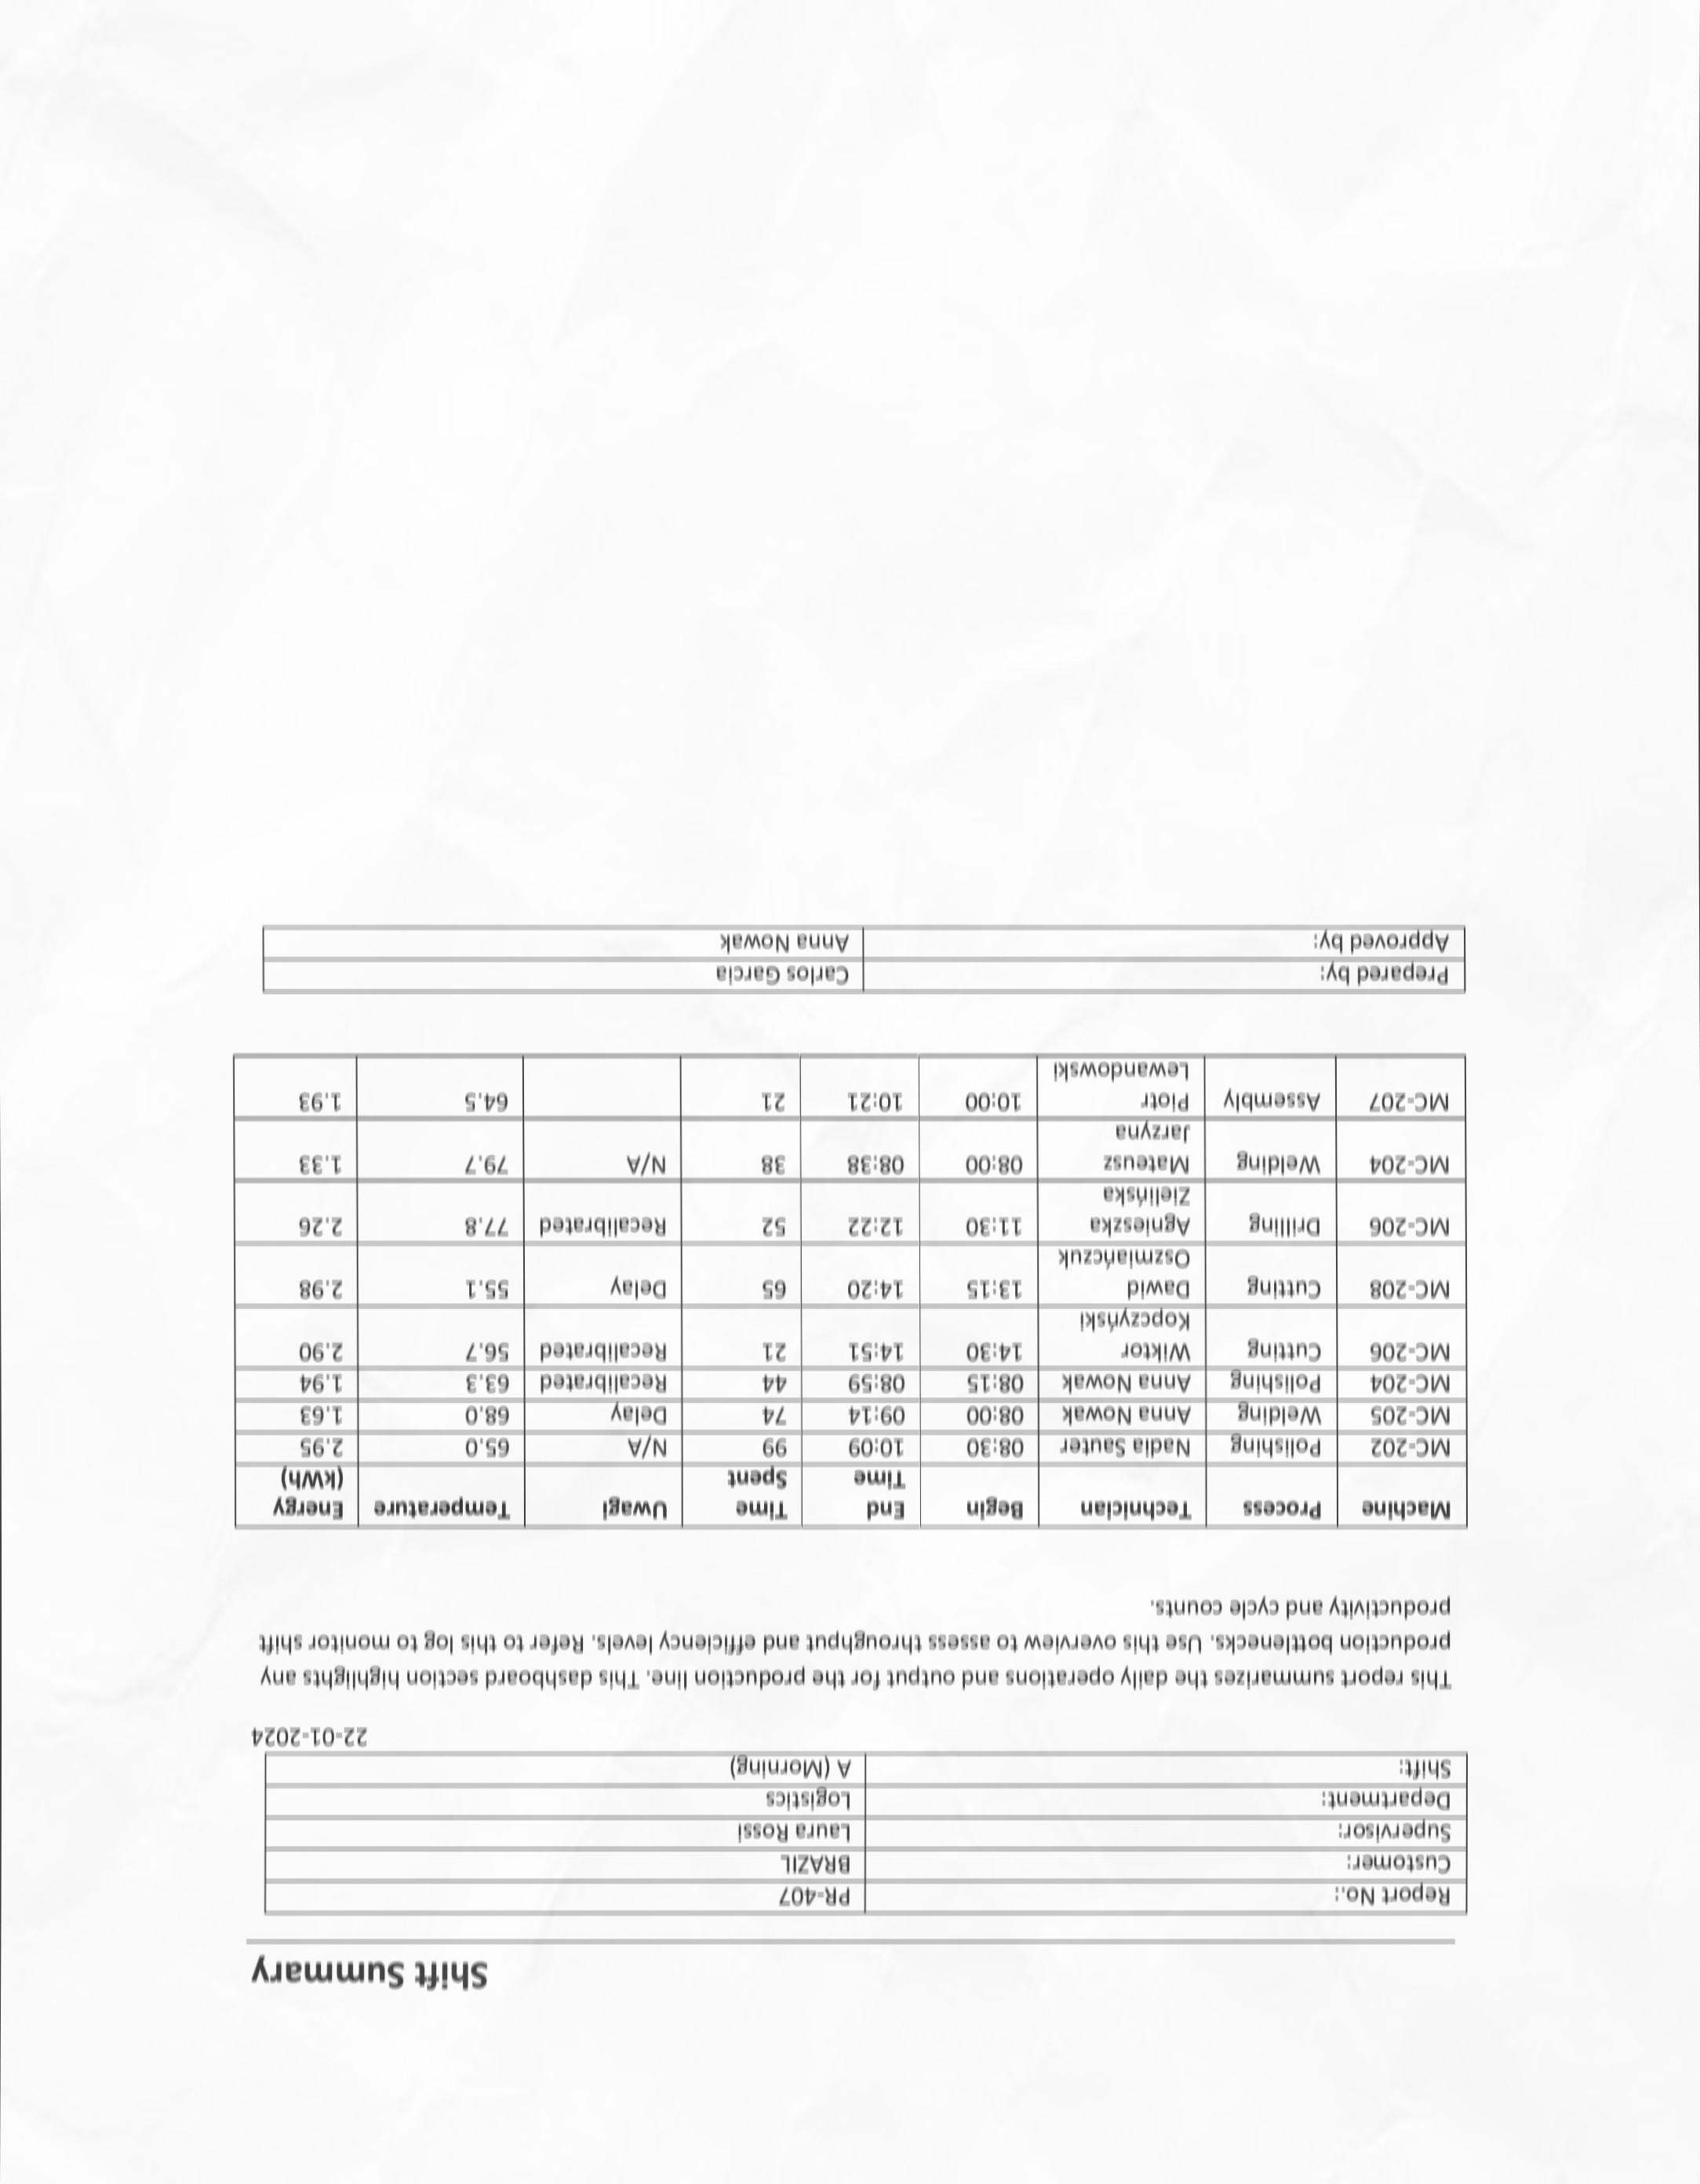 Shift Summary
Report No.: PR-407
Customer: BRAZIL
Supervisor: Laura Rossi
Department: Logistics
Shift: A (Morning)
22-01-2024
This report summarizes the daily operations and output for the production line. This dashboard section highlights any
production bottlenecks. Use this overview to assess throughput and efficiency levels. Refer to this log to monitor shift
productivity and cycle counts.
Machine Process Technician Begin End Time Time Spent Uwagi Temperature Energy (kWh)
MC-202 Polishing Nadia Sauter 08:30 10:09 99 N/A 65.0 2.95
MC-205 Welding Anna Nowak 08:00 09:14 74 Delay 68.0 1.63
MC-204 Polishing Anna Nowak 08:15 08:59 44 Recalibrated 63.3 1.94
MC-206 Cutting Wiktor Kopczyński 14:30 14:51 21 Recalibrated 56.7 2.90
MC-208 Cutting Dawid Oszmiańczuk 13:15 14:20 65 Delay 55.1 2.98
MC-206 Drilling Agnieszka Zielińska 11:30 12:22 52 Recalibrated 77.8 2.26
MC-204 Welding Mateusz Jarzyna 08:00 08:38 38 N/A 79.7 1.33
MC-207 Assembly Piotr Lewandowski 10:00 10:21 21 64.5 1.93
Prepared by: Carlos Garcia
Approved by: Anna Nowak